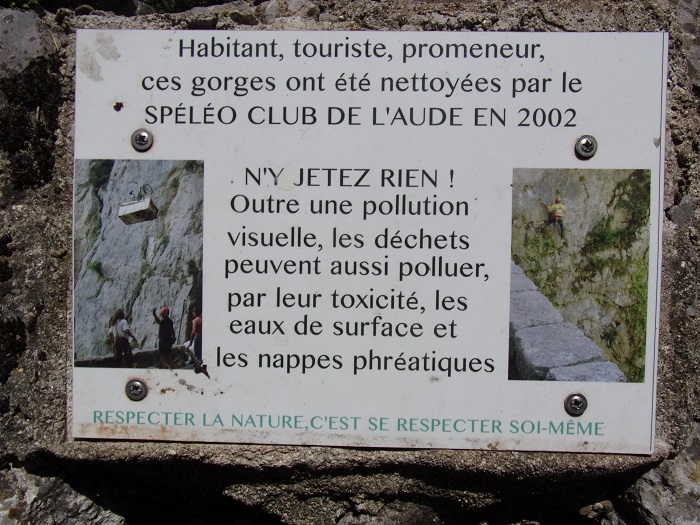 Habitant, touriste, promeneur,
ces gorges ont été nettoyées par le
SPÉLÉO CLUB DE L'AUDE EN 2002
N'Y JETEZ RIEN !
Outre une pollution
visuelle, les déchets
peuvent aussi polluer,
par leur toxicité, les
eaux de surface et
les nappes phréatiques
RESPECTER LA NATURE,C'EST SE RESPECTER SOI-MÊME